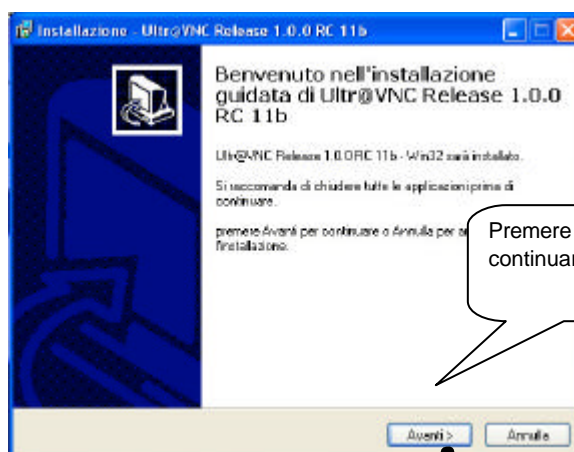 Installazione - Ultr@VNC Release 1.0.0 RC 11b
Benvenuto nell'installazione
guidata di Ultr@VNC Release 1.0.0
RC 11b
Ultr@VNC Release 1.0.0 RC 11b - Win32 sarà installato.
Si raccomanda di chiudere tutte le applicazioni prima di
continuare.
premere Avanti per continuare o Annulla per
l'installazione.
Premere
continuar
Avanti >
Annulla